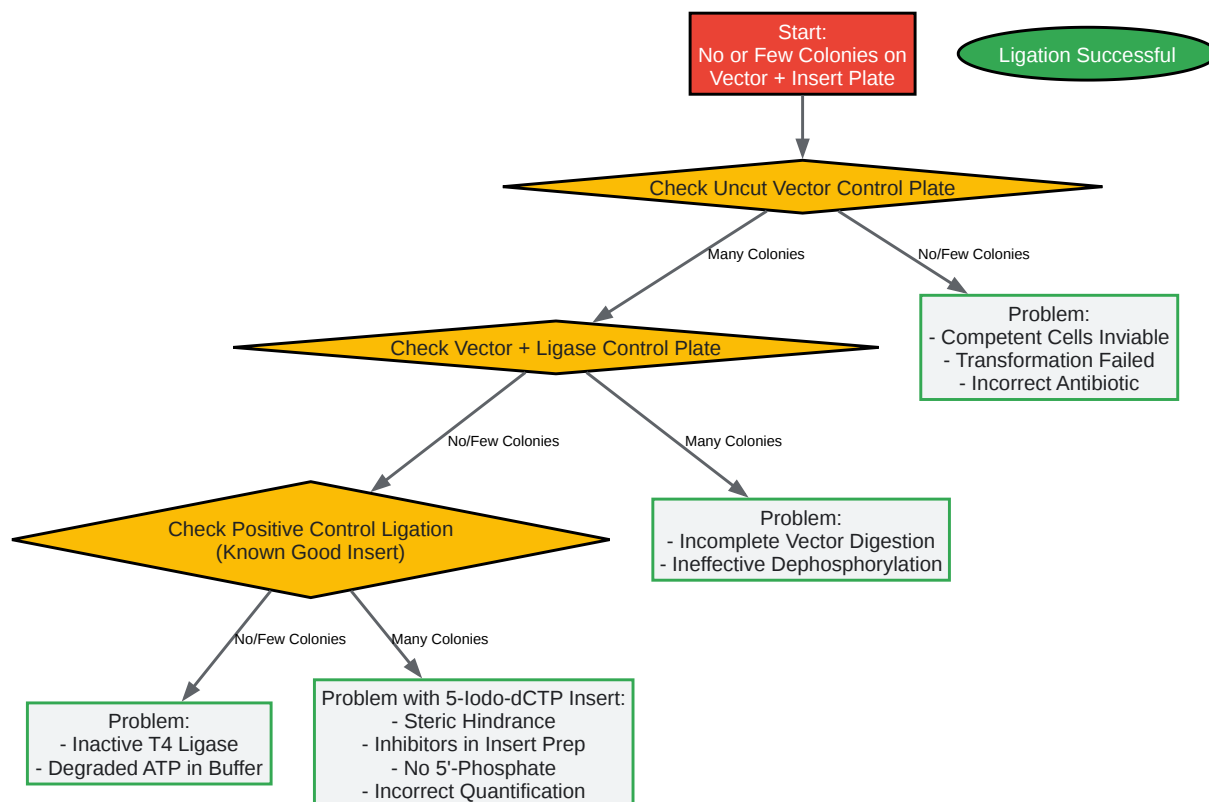 Start:
No or Few Colonies on
Vector + Insert Plate
Ligation Successful
Check Uncut Vector Control Plate
Many Colonies
No/Few Colonies
Problem:
- Competent Cells Inviable
- Transformation Failed
- Incorrect Antibiotic
Check Vector + Ligase Control Plate
No/Few Colonies
Many Colonies
Check Positive Control Ligation
(Known Good Insert)
Problem:
- Incomplete Vector Digestion
- Ineffective Dephosphorylation
No/Few Colonies
Many Colonies
Problem:
- Inactive T4 Ligase
- Degraded ATP in Buffer
Problem with 5-Iodo-dCTP Insert:
- Steric Hindrance
- Inhibitors in Insert Prep
- No 5'-Phosphate
- Incorrect Quantification